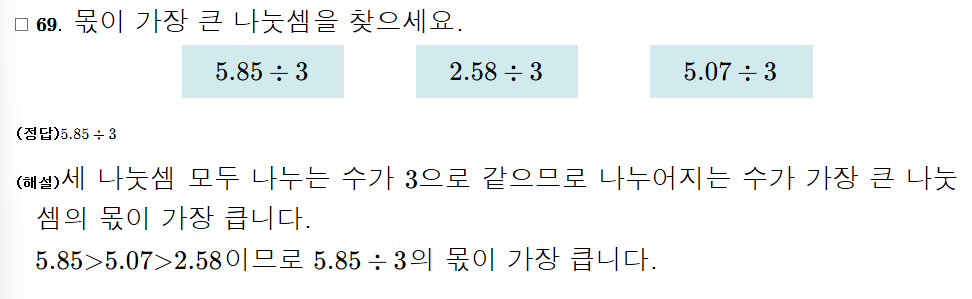 □ 69. 몫이 가장 큰 나눗셈을 찾으세요.
5.85÷3 2.58÷3 5.07÷3
(정답)5.85÷3
(해설)세 나눗셈 모두 나누는 수가 3으로 같으므로 나누어지는 수가 가장 큰 나눗
셈의 몫이 가장 큽니다.
5.85>5.07>2.58이므로 5.85÷3의 몫이 가장 큽니다.